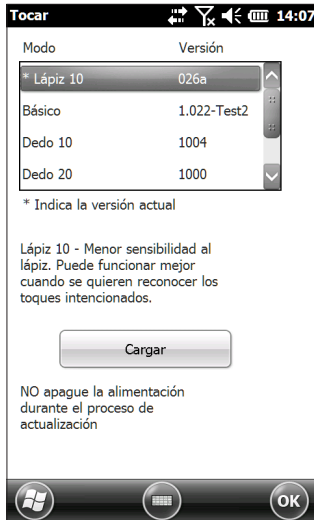 Tocar 14:07
Modo Versión
* Lápiz 10 026a
Básico 1.022-Test2
Dedo 10 1004
Dedo 20 1000
* Indica la versión actual
Lápiz 10 - Menor sensibilidad al
lápiz. Puede funcionar mejor
cuando se quieren reconocer los
toques intencionados.
Cargar
NO apague la alimentación
durante el proceso de
actualización
OK